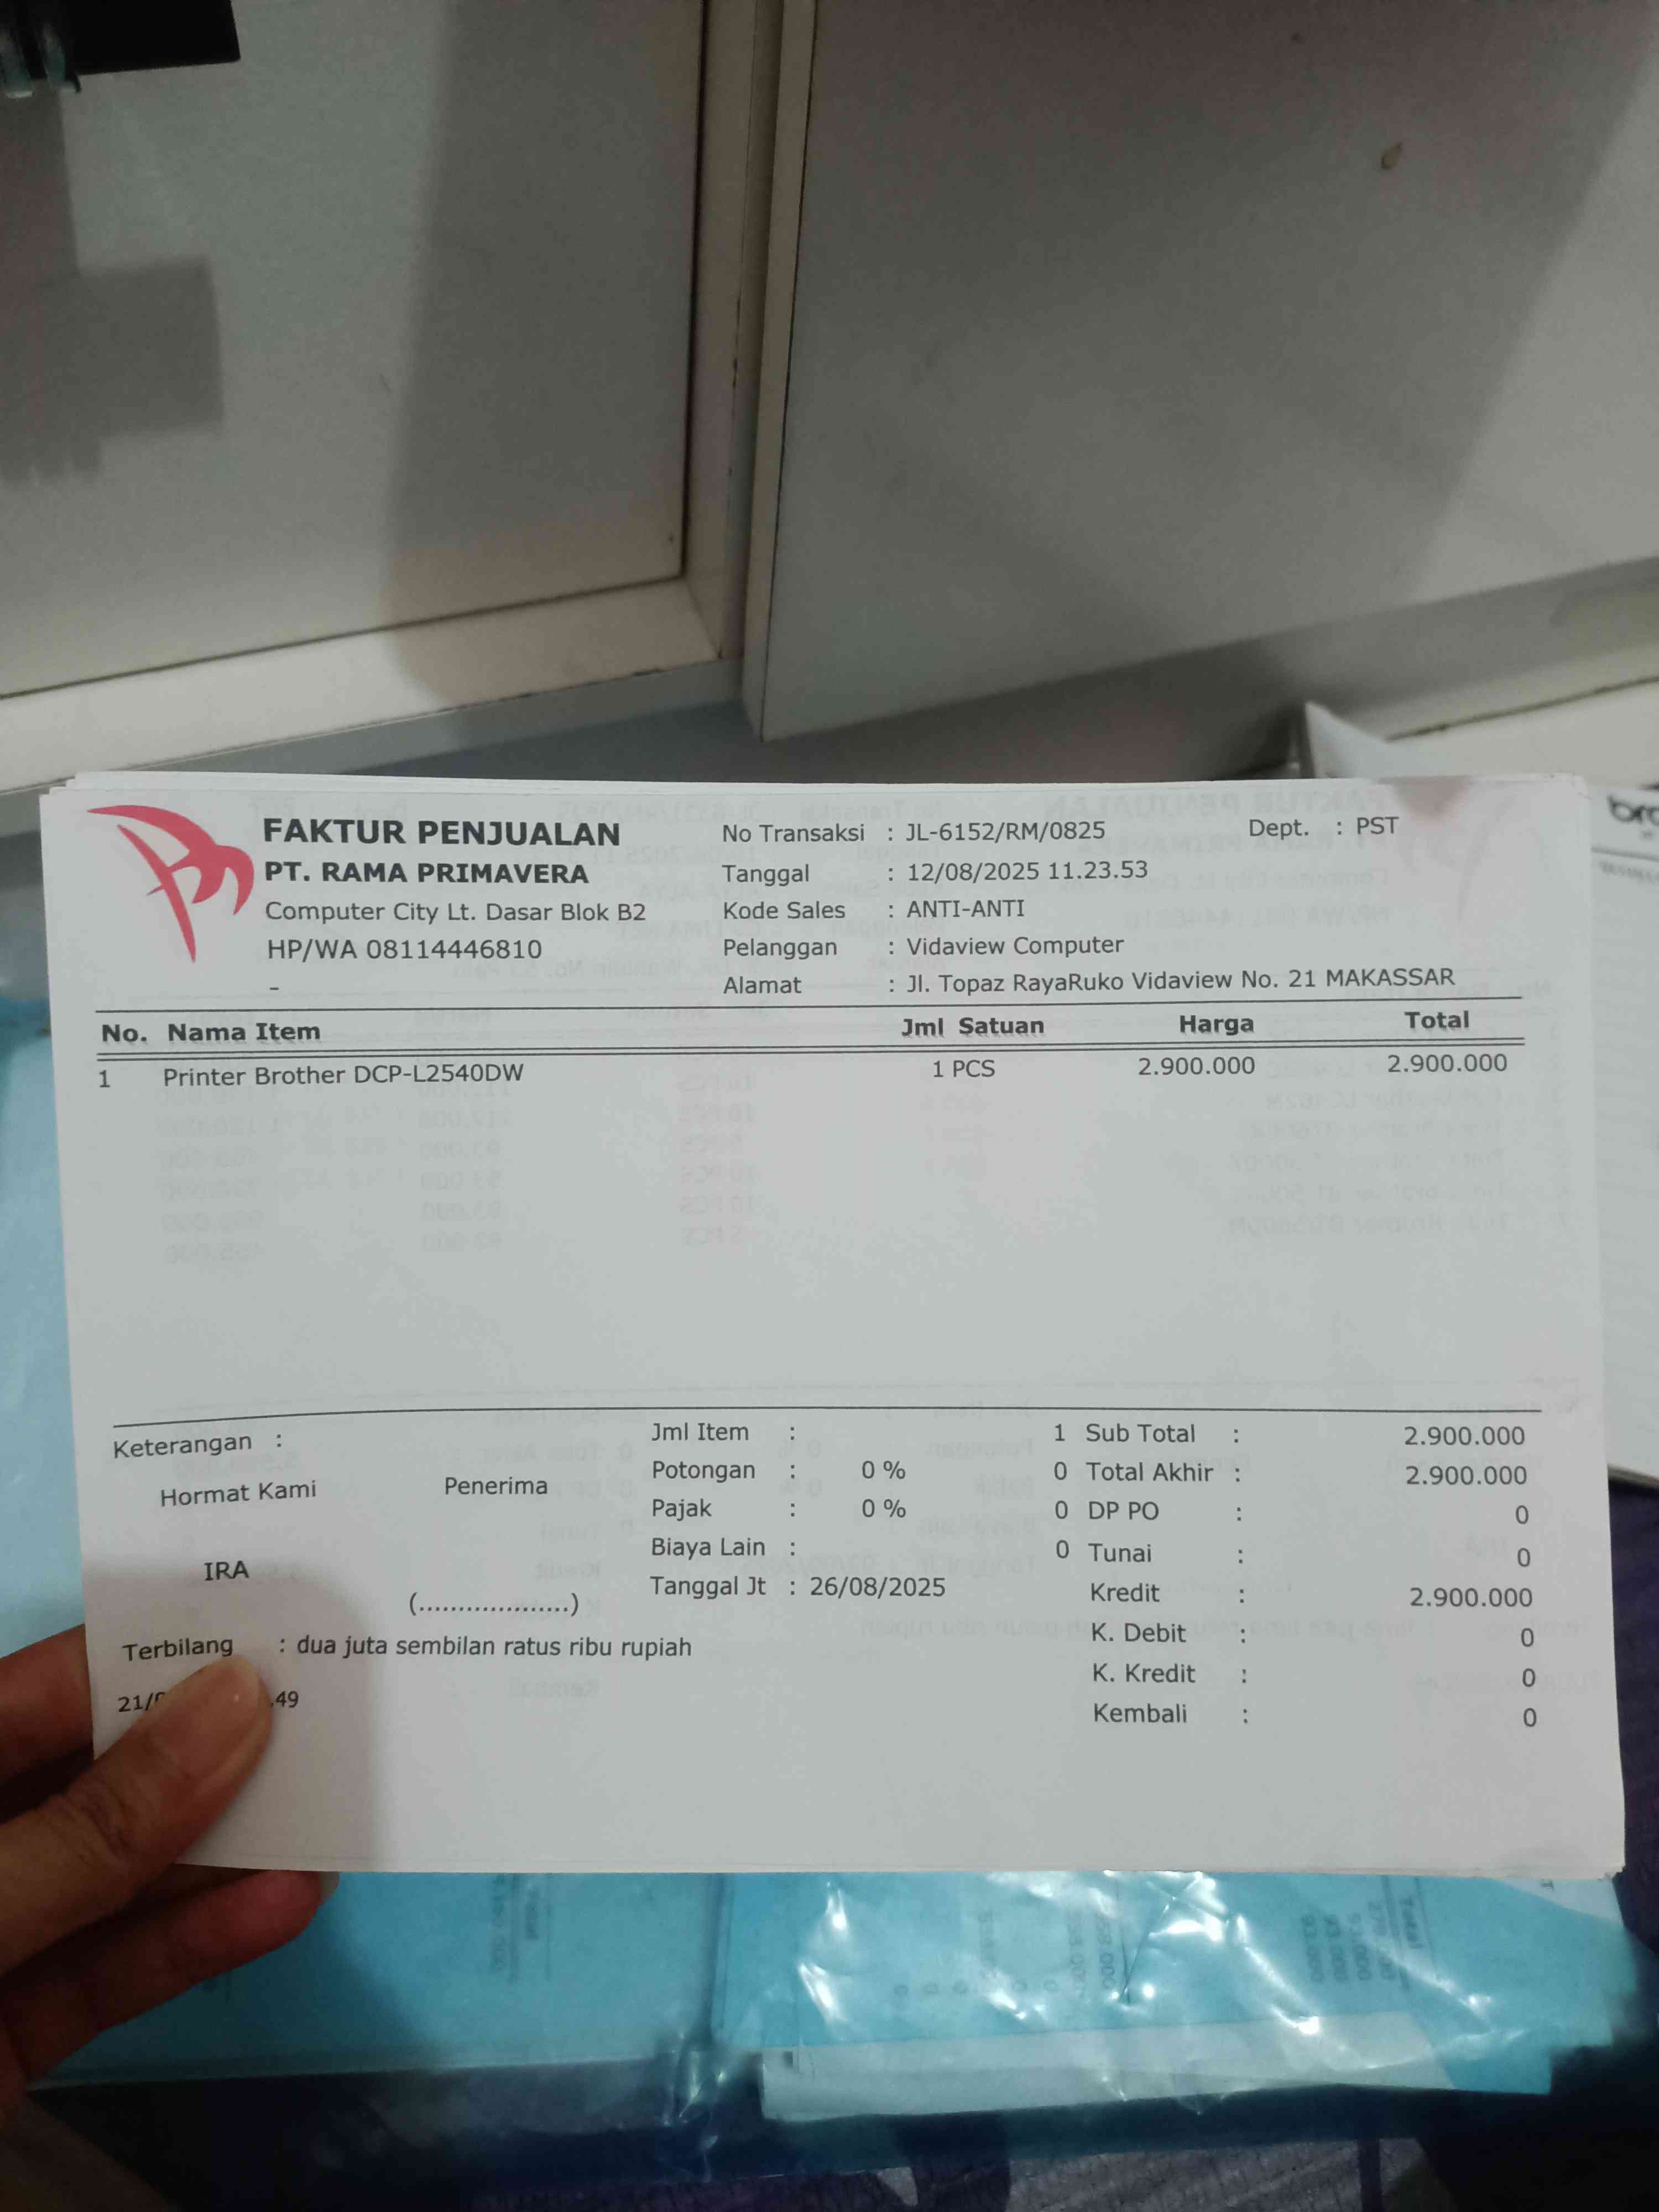 FAKTUR PENJUALAN
PT. RAMA PRIMAVERA
Computer City Lt. Dasar Blok B2
HP/WA 08114446810
-
No Transaksi : JL-6152/RM/0825
Dept. : PST
Tanggal : 12/08/2025 11.23.53
Kode Sales : ANTI-ANTI
Pelanggan : Vidaview Computer
Alamat : Jl. Topaz RayaRuko Vidaview No. 21 MAKASSAR
No. Nama Item Jml Satuan Harga Total
1 Printer Brother DCP-L2540DW 1 PCS 2.900.000 2.900.000
Keterangan :
Hormat Kami Penerima
IRA
(...................)
Jml Item : 1
Potongan : 0 % 0
Pajak : 0 % 0
Biaya Lain : 0
Tanggal Jt : 26/08/2025
Sub Total : 2.900.000
Total Akhir : 2.900.000
DP PO : 0
Tunai : 0
Kredit : 2.900.000
K. Debit : 0
K. Kredit : 0
Kembali : 0
Terbilang : dua juta sembilan ratus ribu rupiah
21/ .49